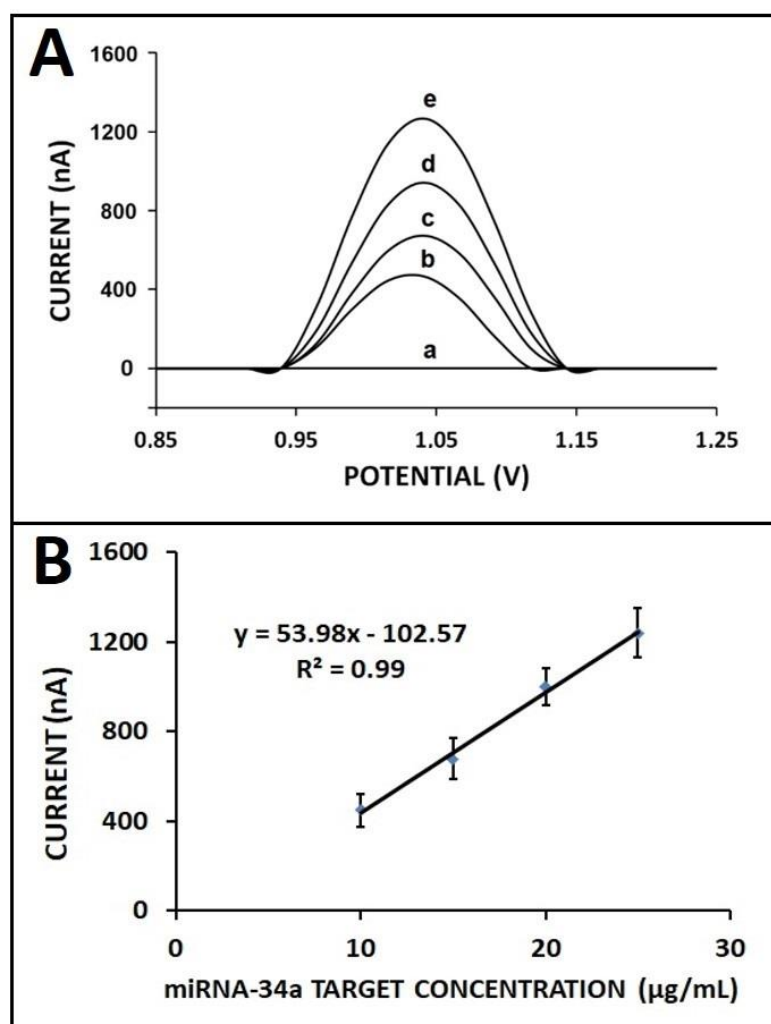 A
1600
1200
800
400
0
CURRENT (nA)
e
d
c
b
a
0.85 0.95 1.05 1.15 1.25
POTENTIAL (V)
B
1600
1200
800
400
0
CURRENT (nA)
y = 53.98x - 102.57
R² = 0.99
0 10 20 30
miRNA-34a TARGET CONCENTRATION (µg/mL)